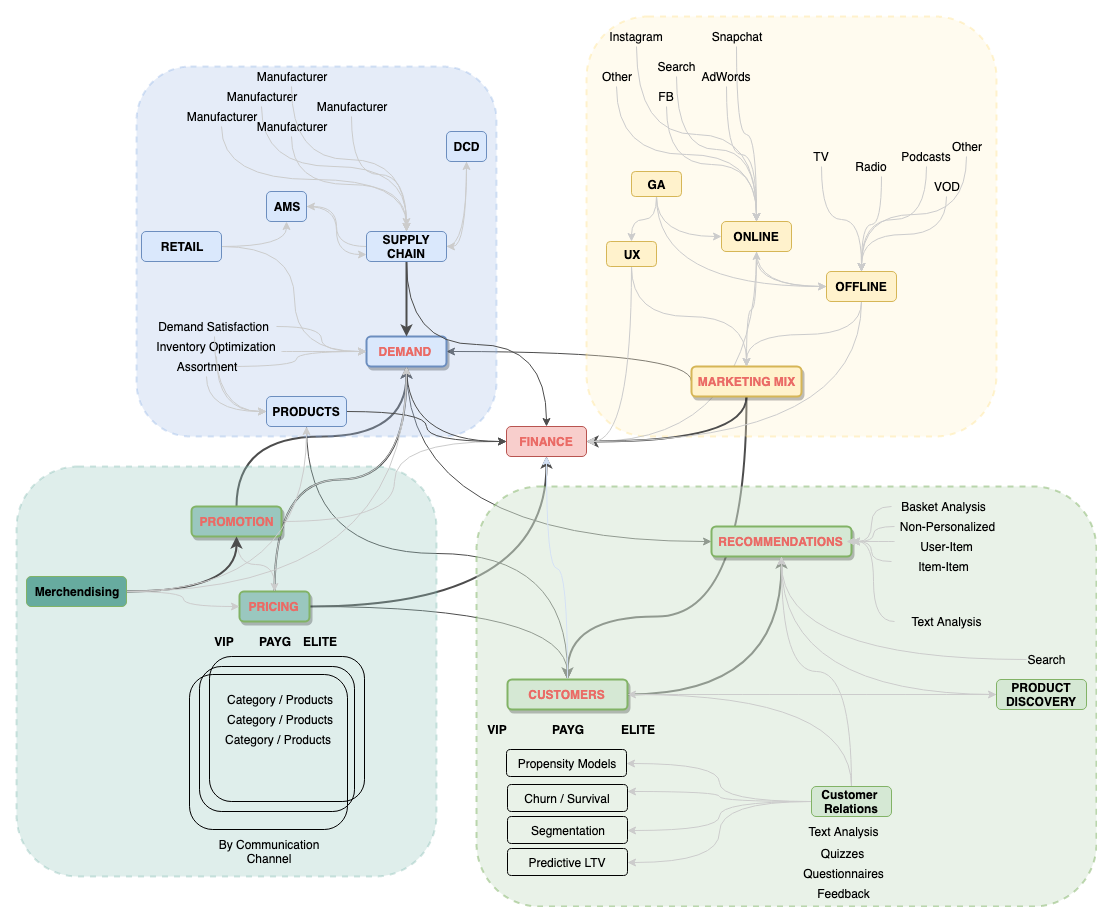 Manufacturer
Manufacturer
Manufacturer
Manufacturer
Manufacturer
DCD
AMS
RETAIL
SUPPLY
CHAIN
Demand Satisfaction
Inventory Optimization
Assortment
DEMAND
PRODUCTS
Instagram
Snapchat
Other
Search
AdWords
FB
TV
Radio
Podcasts
Other
VOD
GA
UX
ONLINE
OFFLINE
MARKETING MIX
FINANCE
PROMOTION
Merchendising
PRICING
VIP PAYG ELITE
Category / Products
Category / Products
Category / Products
By Communication
Channel
RECOMMENDATIONS
Basket Analysis
Non-Personalized
User-Item
Item-Item
Text Analysis
Search
PRODUCT
DISCOVERY
CUSTOMERS
VIP PAYG ELITE
Propensity Models
Churn / Survival
Segmentation
Predictive LTV
Customer
Relations
Text Analysis
Quizzes
Questionnaires
Feedback